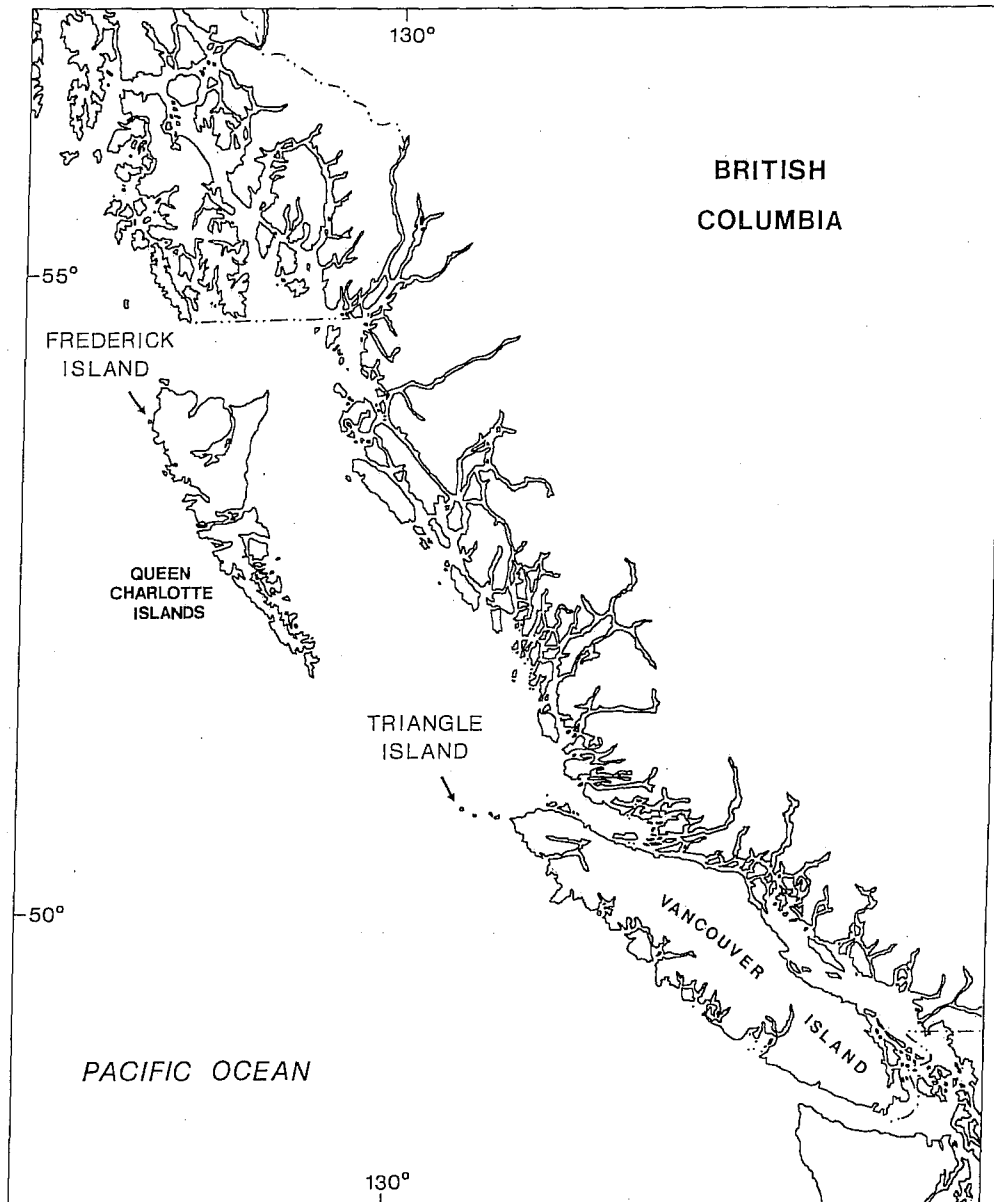 130°
BRITISH
COLUMBIA
55°
FREDERICK
ISLAND
QUEEN
CHARLOTTE
ISLANDS
TRIANGLE
ISLAND
50°
VANCOUVER
ISLAND
PACIFIC OCEAN
130°